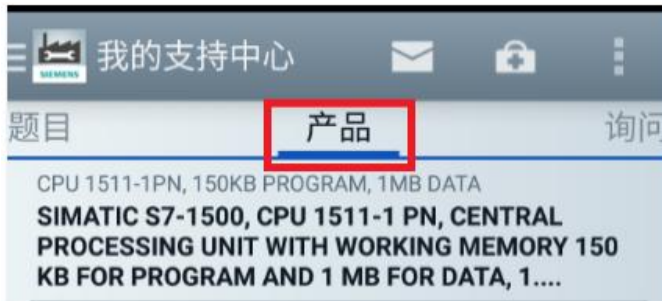 SIEMENS
我的支持中心
题目 产品 询问
CPU 1511-1PN, 150KB PROGRAM, 1MB DATA
SIMATIC S7-1500, CPU 1511-1 PN, CENTRAL
PROCESSING UNIT WITH WORKING MEMORY 150
KB FOR PROGRAM AND 1 MB FOR DATA, 1....